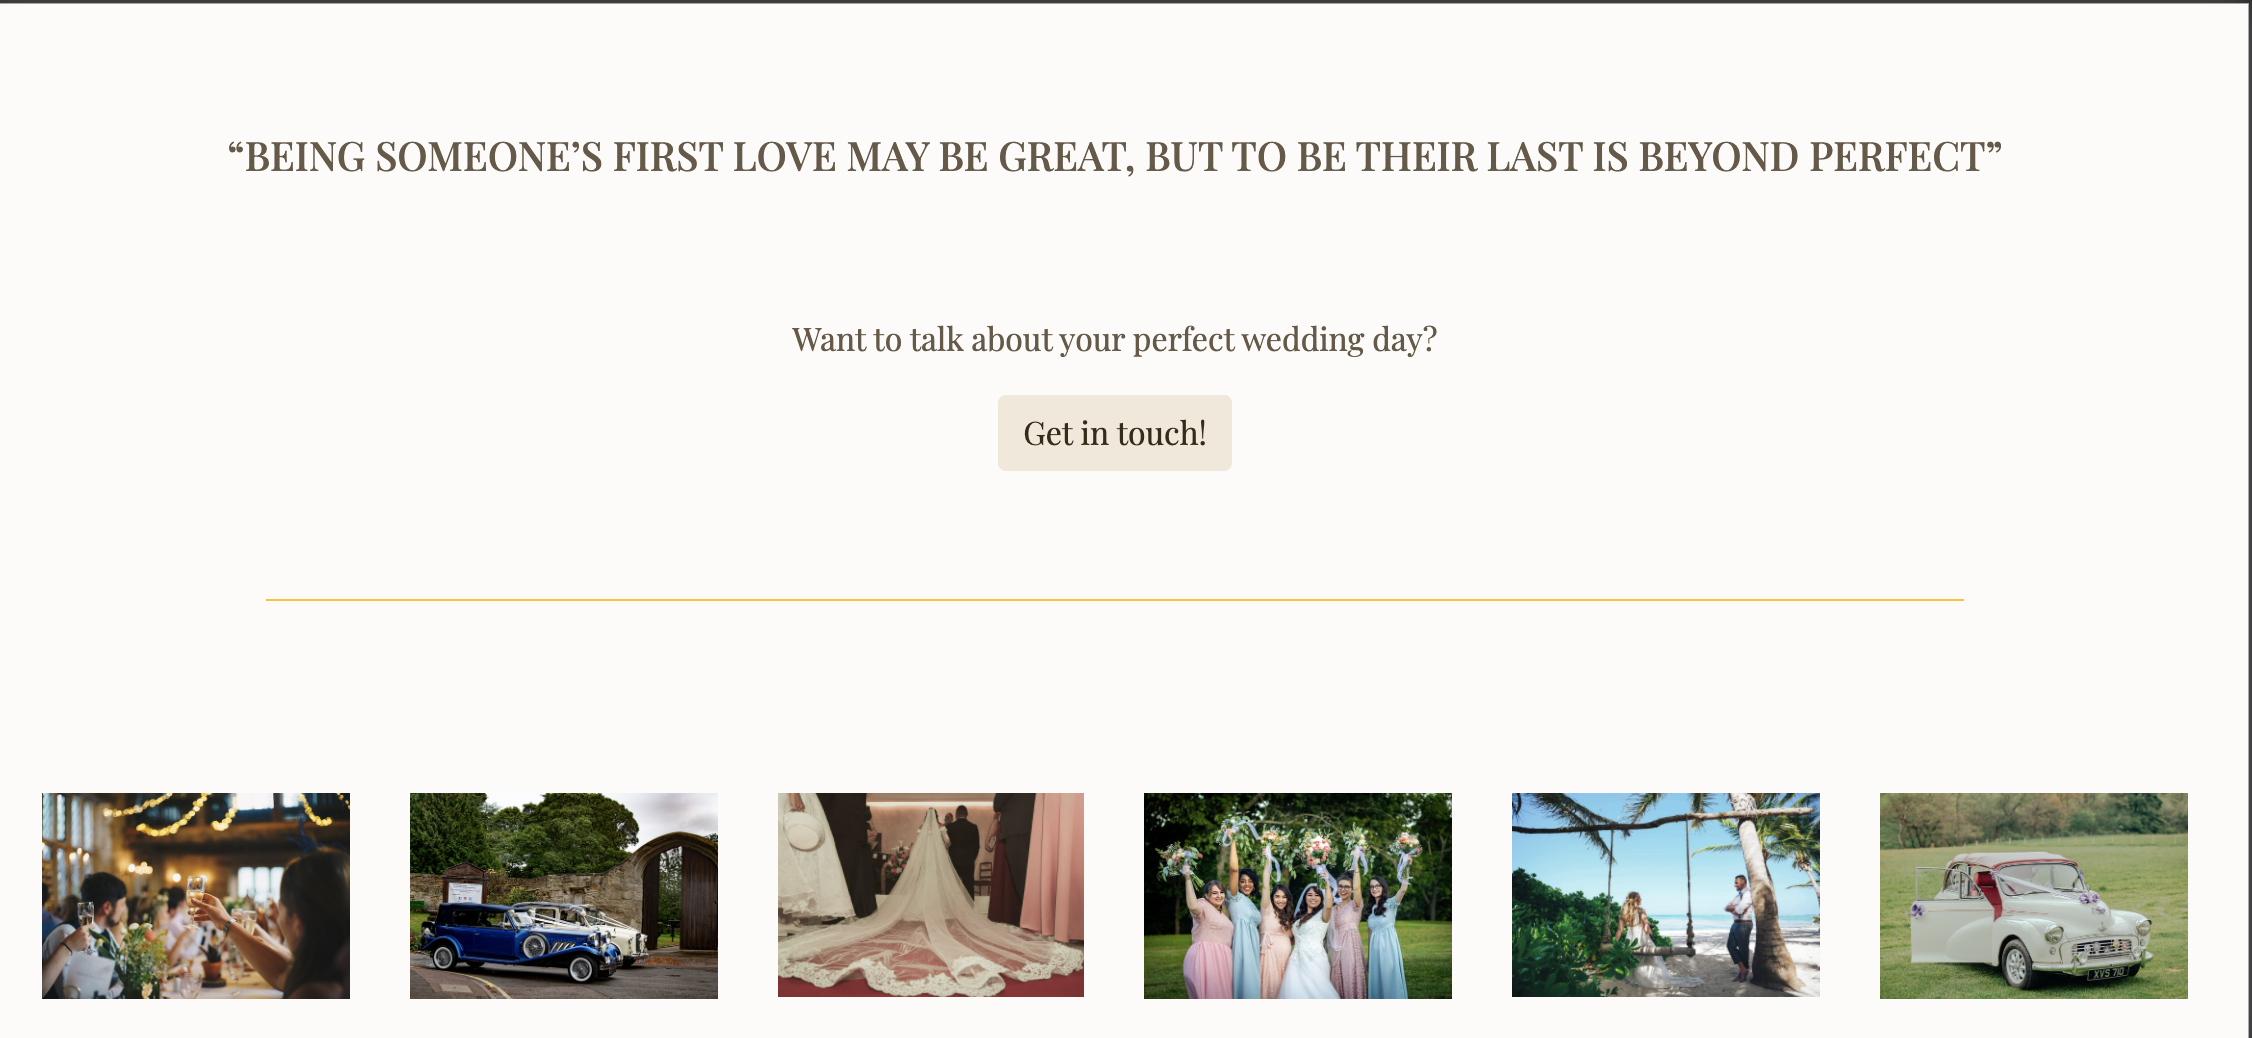 “BEING SOMEONE’S FIRST LOVE MAY BE GREAT, BUT TO BE THEIR LAST IS BEYOND PERFECT”
Want to talk about your perfect wedding day?
Get in touch!
XVS 710